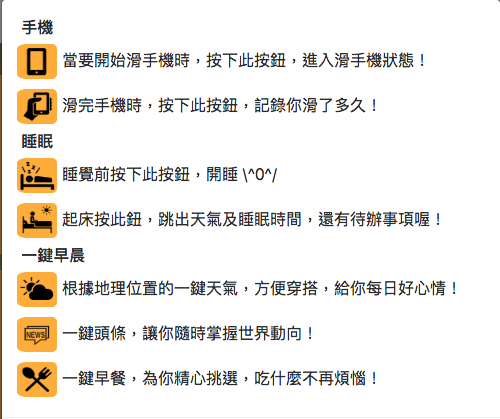 手機
當要開始滑手機時，按下此按鈕，進入滑手機狀態！
滑完手機時，按下此按鈕，記錄你滑了多久！
睡眠
睡覺前按下此按鈕，開睡 \^0^/
起床按此鈕，跳出天氣及睡眠時間，還有待辦事項喔！
一鍵早晨
根據地理位置的一鍵天氣，方便穿搭，給你每日好心情！
NEWS
一鍵頭條，讓你隨時掌握世界動向！
一鍵早餐，為你精心挑選，吃什麼不再煩惱！